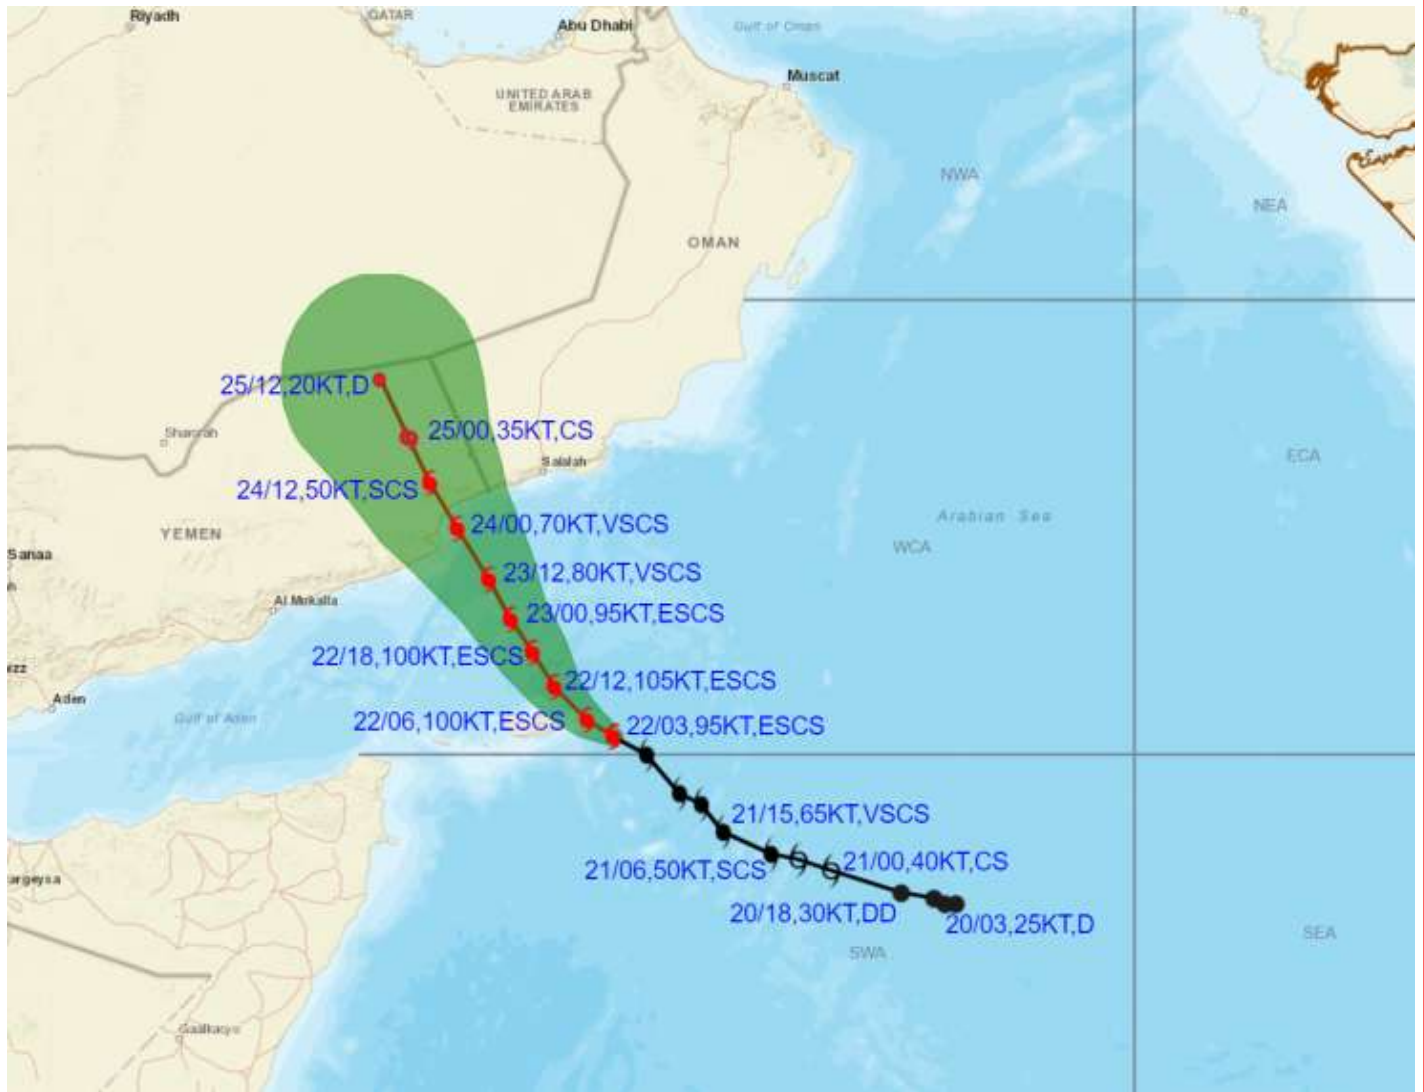 Riyadh
QATAR
Abu Dhabi
Gulf of Oman
Muscat
UNITED ARAB
EMIRATES
NWA
NEA
OMAN
25/12,20KT,D
25/00,35KT,CS
Sharurah
Salalah
ECA
24/12,50KT,SCS
24/00,70KT,VSCS
Arabian Sea
YEMEN
WCA
Sanaa
23/12,80KT,VSCS
Al Mukalla
23/00,95KT,ESCS
22/18,100KT,ESCS
izz
22/12,105KT,ESCS
Aden
Gulf of Aden
22/06,100KT,ESCS
22/03,95KT,ESCS
21/15,65KT,VSCS
21/06,50KT,SCS
21/00,40KT,CS
argeysa
20/18,30KT,DD
20/03,25KT,D
SWA
SEA
Gaalkacyo